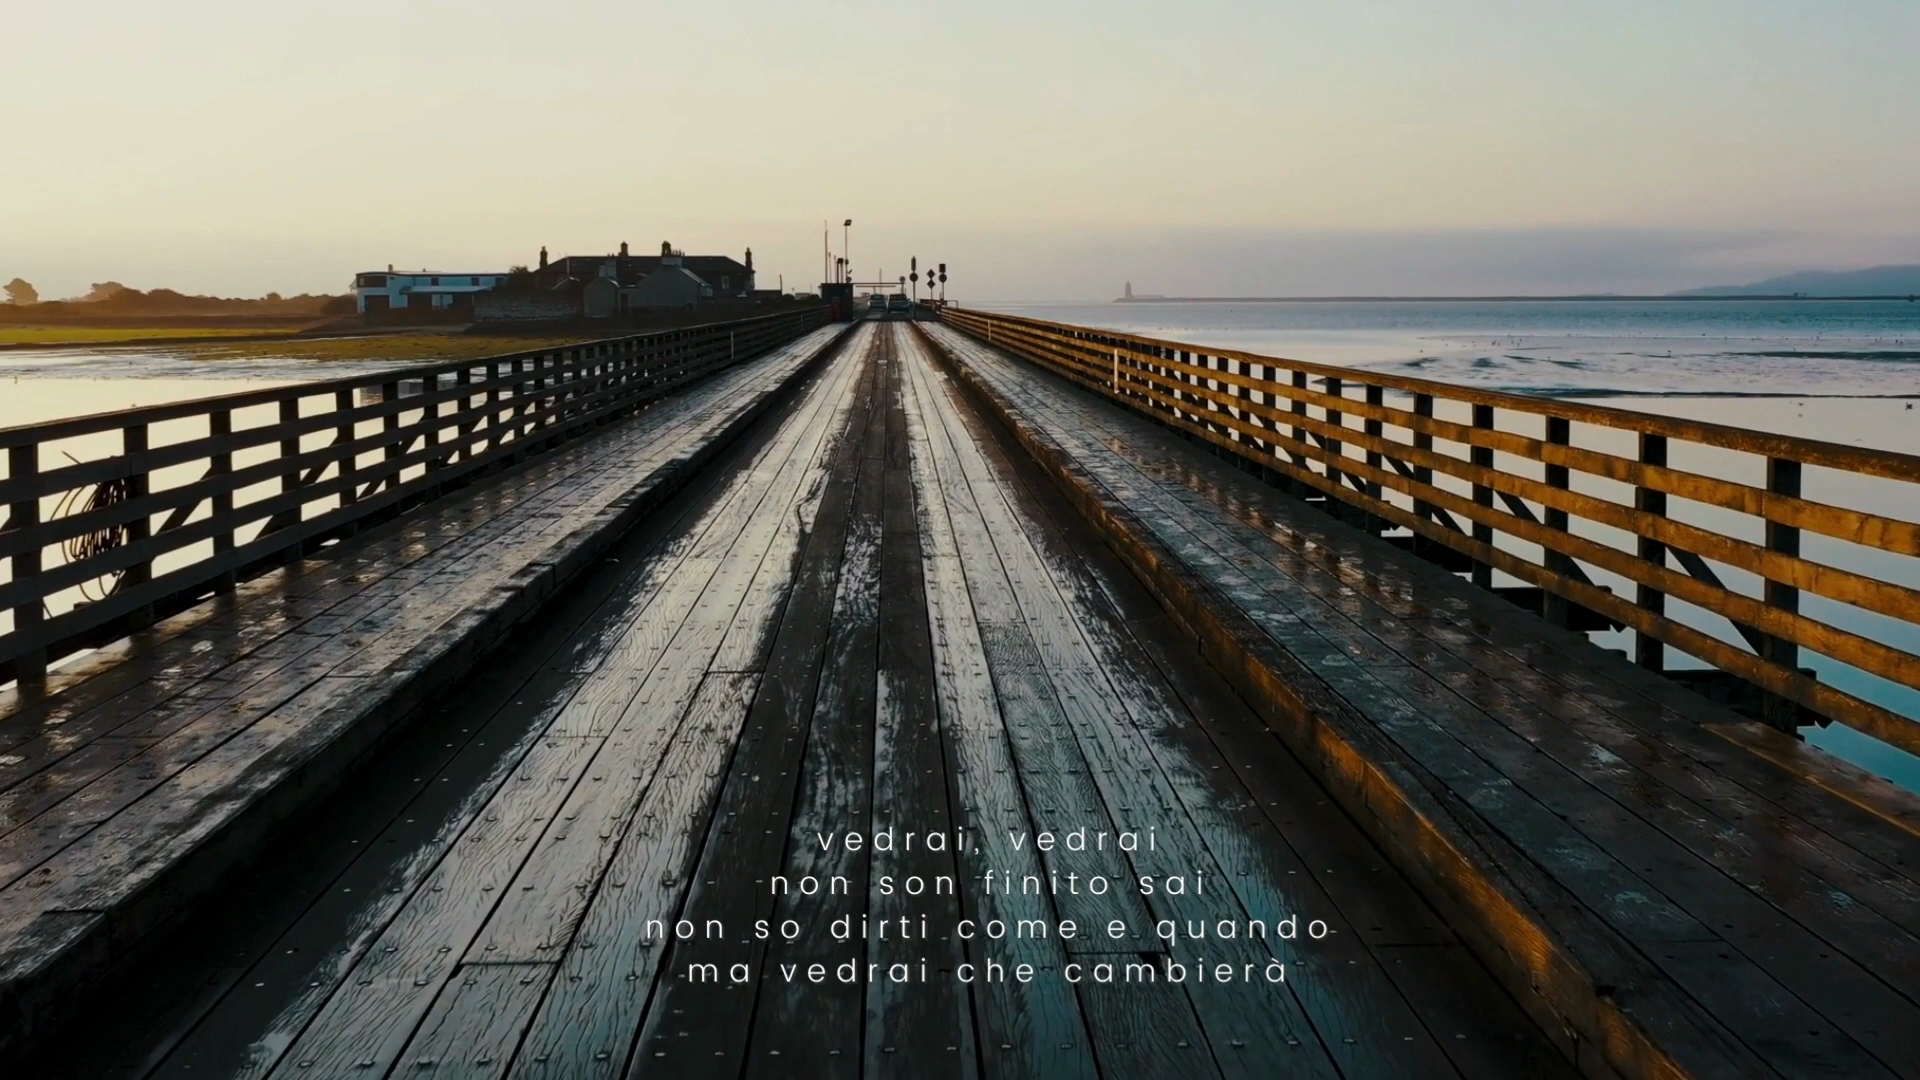 vedrai, vedrai
non son finito sai
non so dirti come e quando
ma vedrai che cambierà